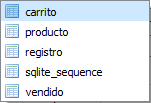 carrito
producto
registro
sqlite_sequence
vendido